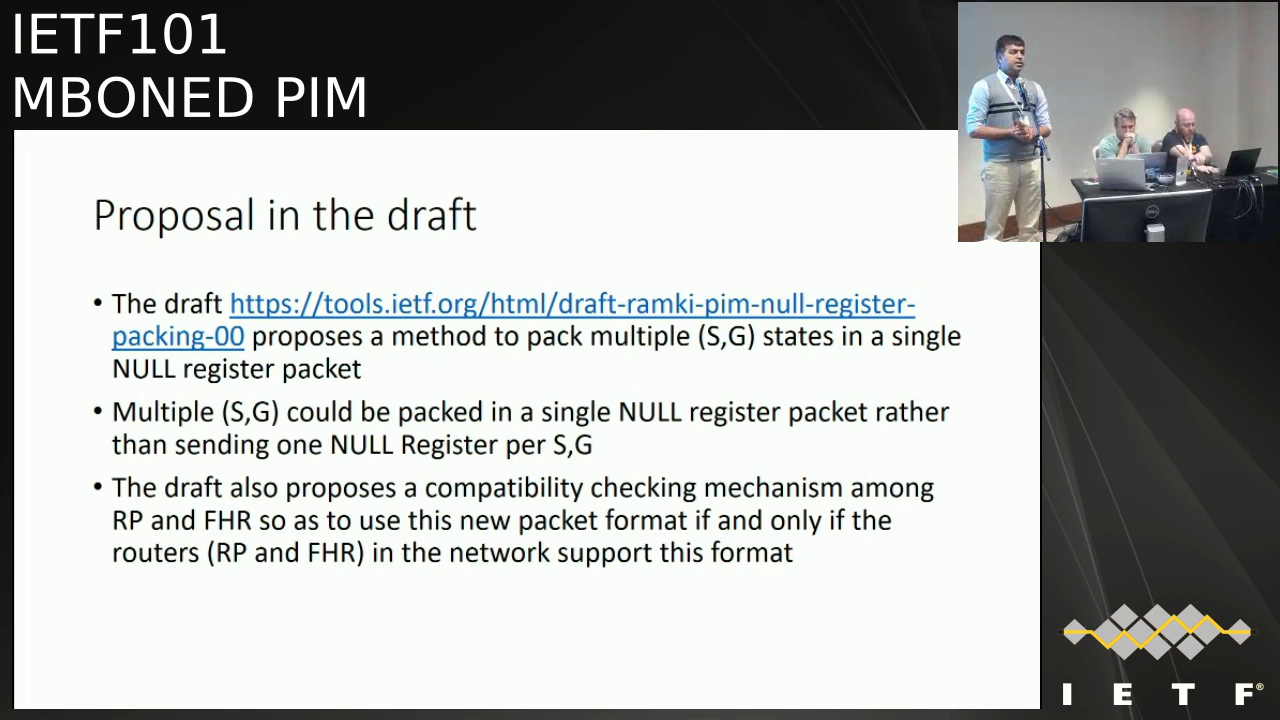 IETF101
MBONED PIM
Proposal in the draft
• The draft https://tools.ietf.org/html/draft-ramki-pim-null-register-
packing-00 proposes a method to pack multiple (S,G) states in a single
NULL register packet
• Multiple (S,G) could be packed in a single NULL register packet rather
than sending one NULL Register per S,G
• The draft also proposes a compatibility checking mechanism among
RP and FHR so as to use this new packet format if and only if the
routers (RP and FHR) in the network support this format
DELL
I E T F®